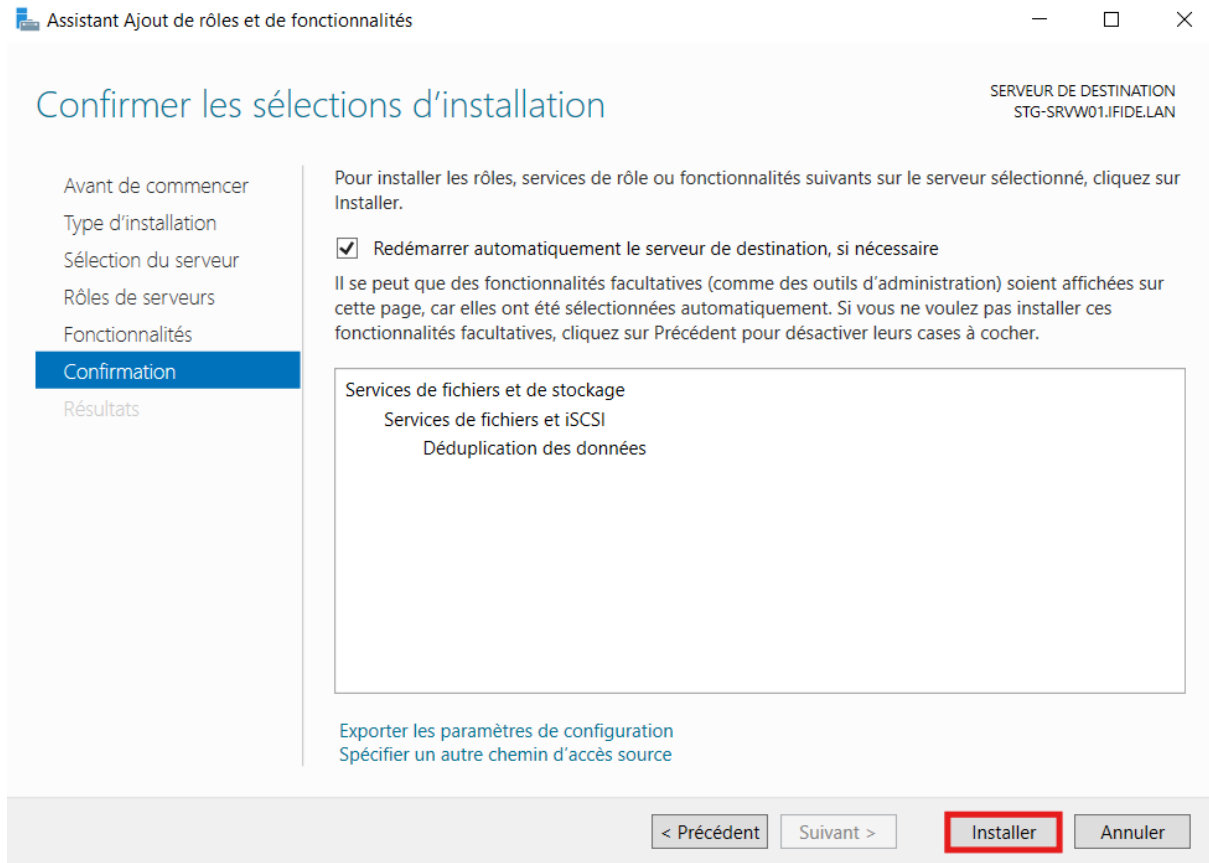 Assistant Ajout de rôles et de fonctionnalités
Confirmer les sélections d’installation
SERVEUR DE DESTINATION
STG-SRVW01.IFIDE.LAN
Avant de commencer
Type d’installation
Sélection du serveur
Rôles de serveurs
Fonctionnalités
Confirmation
Résultats
Pour installer les rôles, services de rôle ou fonctionnalités suivants sur le serveur sélectionné, cliquez sur
Installer.
Redémarrer automatiquement le serveur de destination, si nécessaire
Il se peut que des fonctionnalités facultatives (comme des outils d’administration) soient affichées sur
cette page, car elles ont été sélectionnées automatiquement. Si vous ne voulez pas installer ces
fonctionnalités facultatives, cliquez sur Précédent pour désactiver leurs cases à cocher.
Services de fichiers et de stockage
Services de fichiers et iSCSI
Déduplication des données
Exporter les paramètres de configuration
Spécifier un autre chemin d’accès source
< Précédent
Suivant >
Installer
Annuler